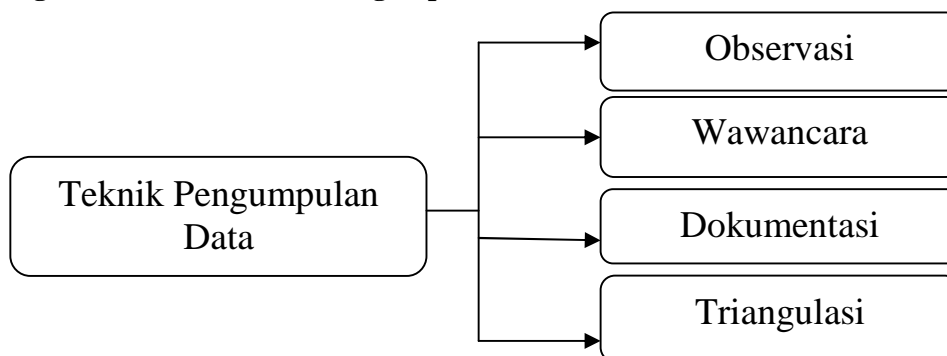 Observasi
Wawancara
Teknik Pengumpulan
Data
Dokumentasi
Triangulasi